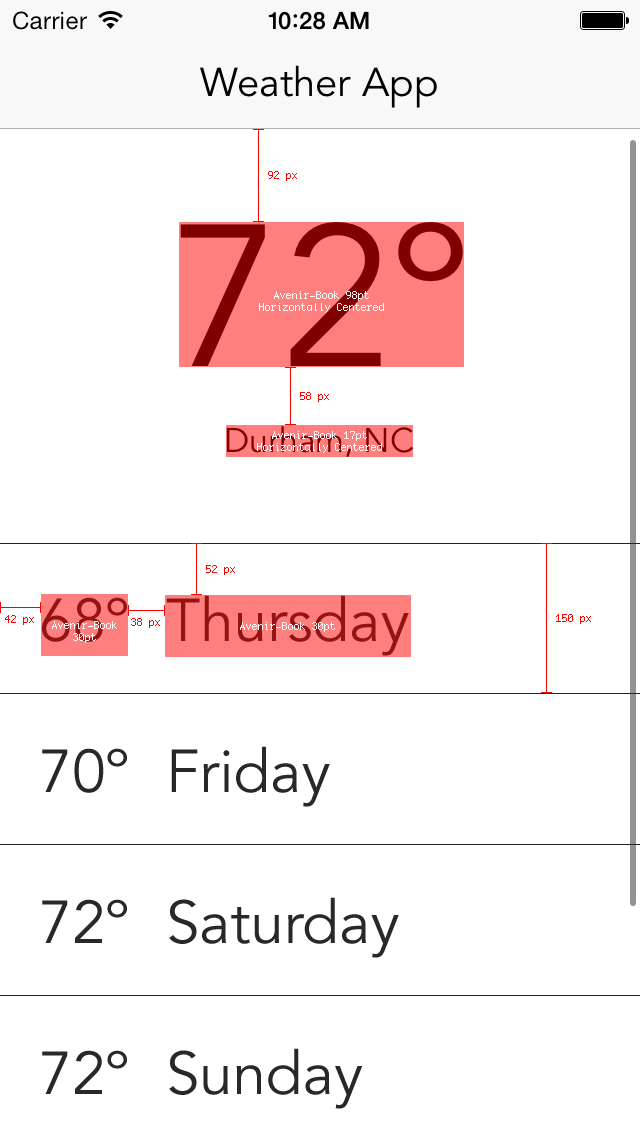 Carrier 10:28 AM
Weather App
92 px
72°
Avenir-Book 98pt
Horizontally Centered
58 px
Durham, NC
Avenir-Book 17pt
Horizontally Centered
52 px
42 px
68°
Avenir-Book
30pt
38 px
Thursday
Avenir-Book 30pt
150 px
70° Friday
72° Saturday
72° Sunday